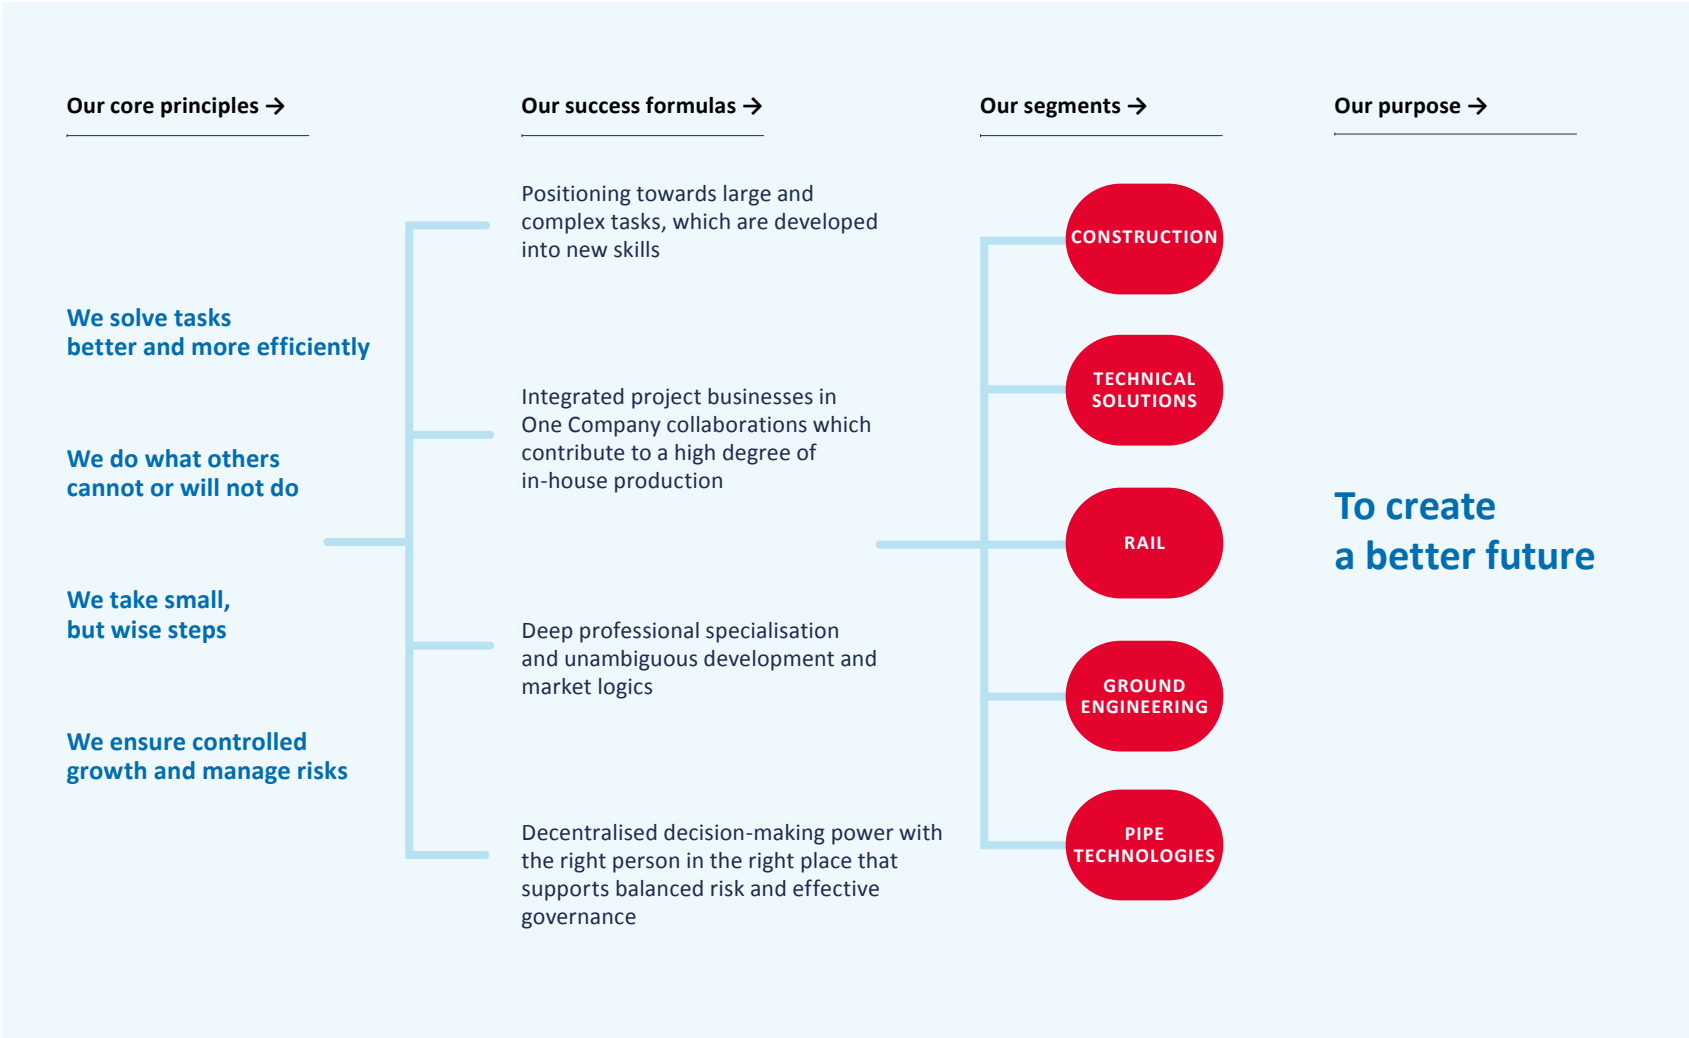 Our core principles →
We solve tasks
better and more efficiently
We do what others
cannot or will not do
We take small,
but wise steps
We ensure controlled
growth and manage risks
Our success formulas →
Positioning towards large and
complex tasks, which are developed
into new skills
Integrated project businesses in
One Company collaborations which
contribute to a high degree of
in-house production
Deep professional specialisation
and unambiguous development and
market logics
Decentralised decision-making power with
the right person in the right place that
supports balanced risk and effective
governance
Our segments →
CONSTRUCTION
TECHNICAL
SOLUTIONS
RAIL
GROUND
ENGINEERING
PIPE
TECHNOLOGIES
Our purpose →
To create
a better future